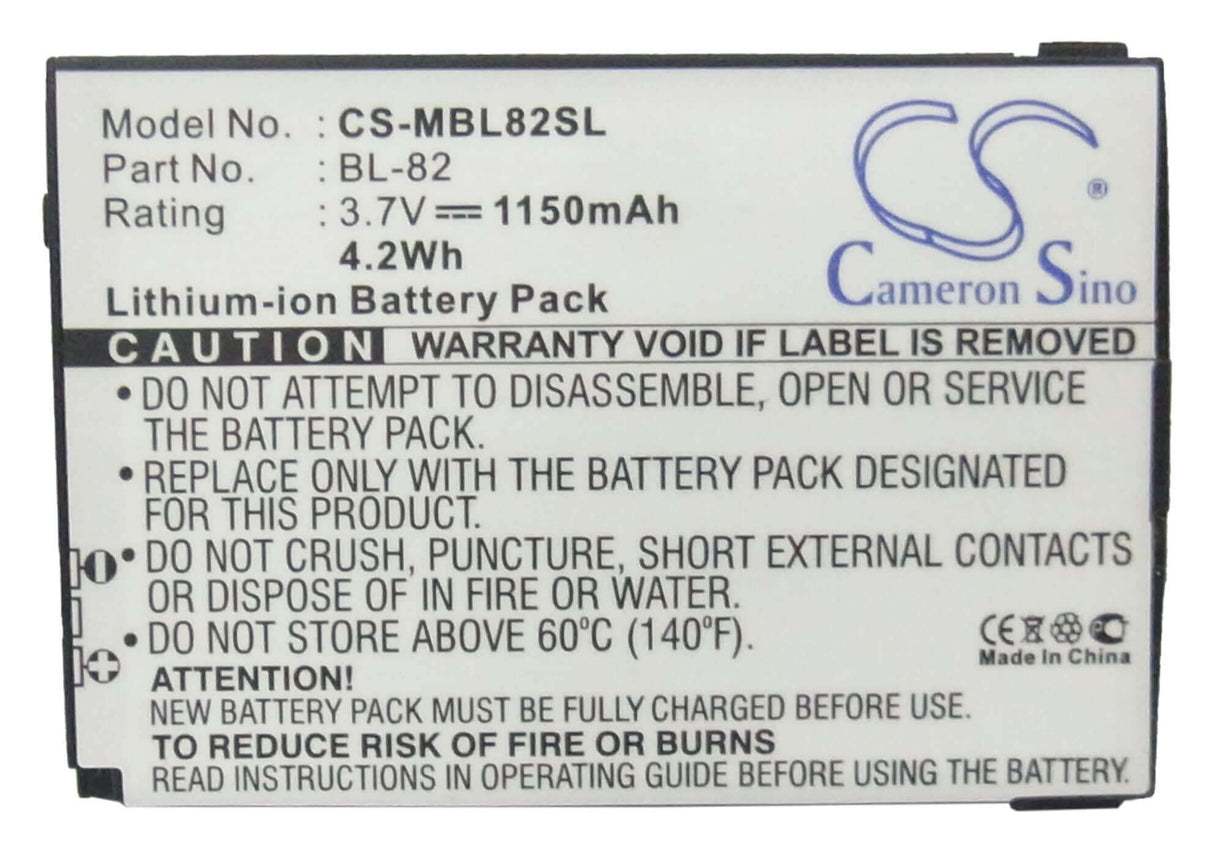 Model No. : CS-MBL82SL
Part No. : BL-82
Rating : 3.7V 1150mAh
4.2Wh
Lithium-ion Battery Pack
CS ®
Cameron Sino
CAUTION WARRANTY VOID IF LABEL IS REMOVED
• DO NOT ATTEMPT TO DISASSEMBLE, OPEN OR SERVICE
THE BATTERY PACK.
• REPLACE ONLY WITH THE BATTERY PACK DESIGNATED
FOR THIS PRODUCT.
• DO NOT CRUSH, PUNCTURE, SHORT EXTERNAL CONTACTS
OR DISPOSE OF IN FIRE OR WATER.
• DO NOT STORE ABOVE 60°C (140°F).
CE
Made In China
ATTENTION!
NEW BATTERY PACK MUST BE FULLY CHARGED BEFORE USE.
TO REDUCE RISK OF FIRE OR BURNS
READ INSTRUCTIONS IN OPERATING GUIDE BEFORE USING THE BATTERY.